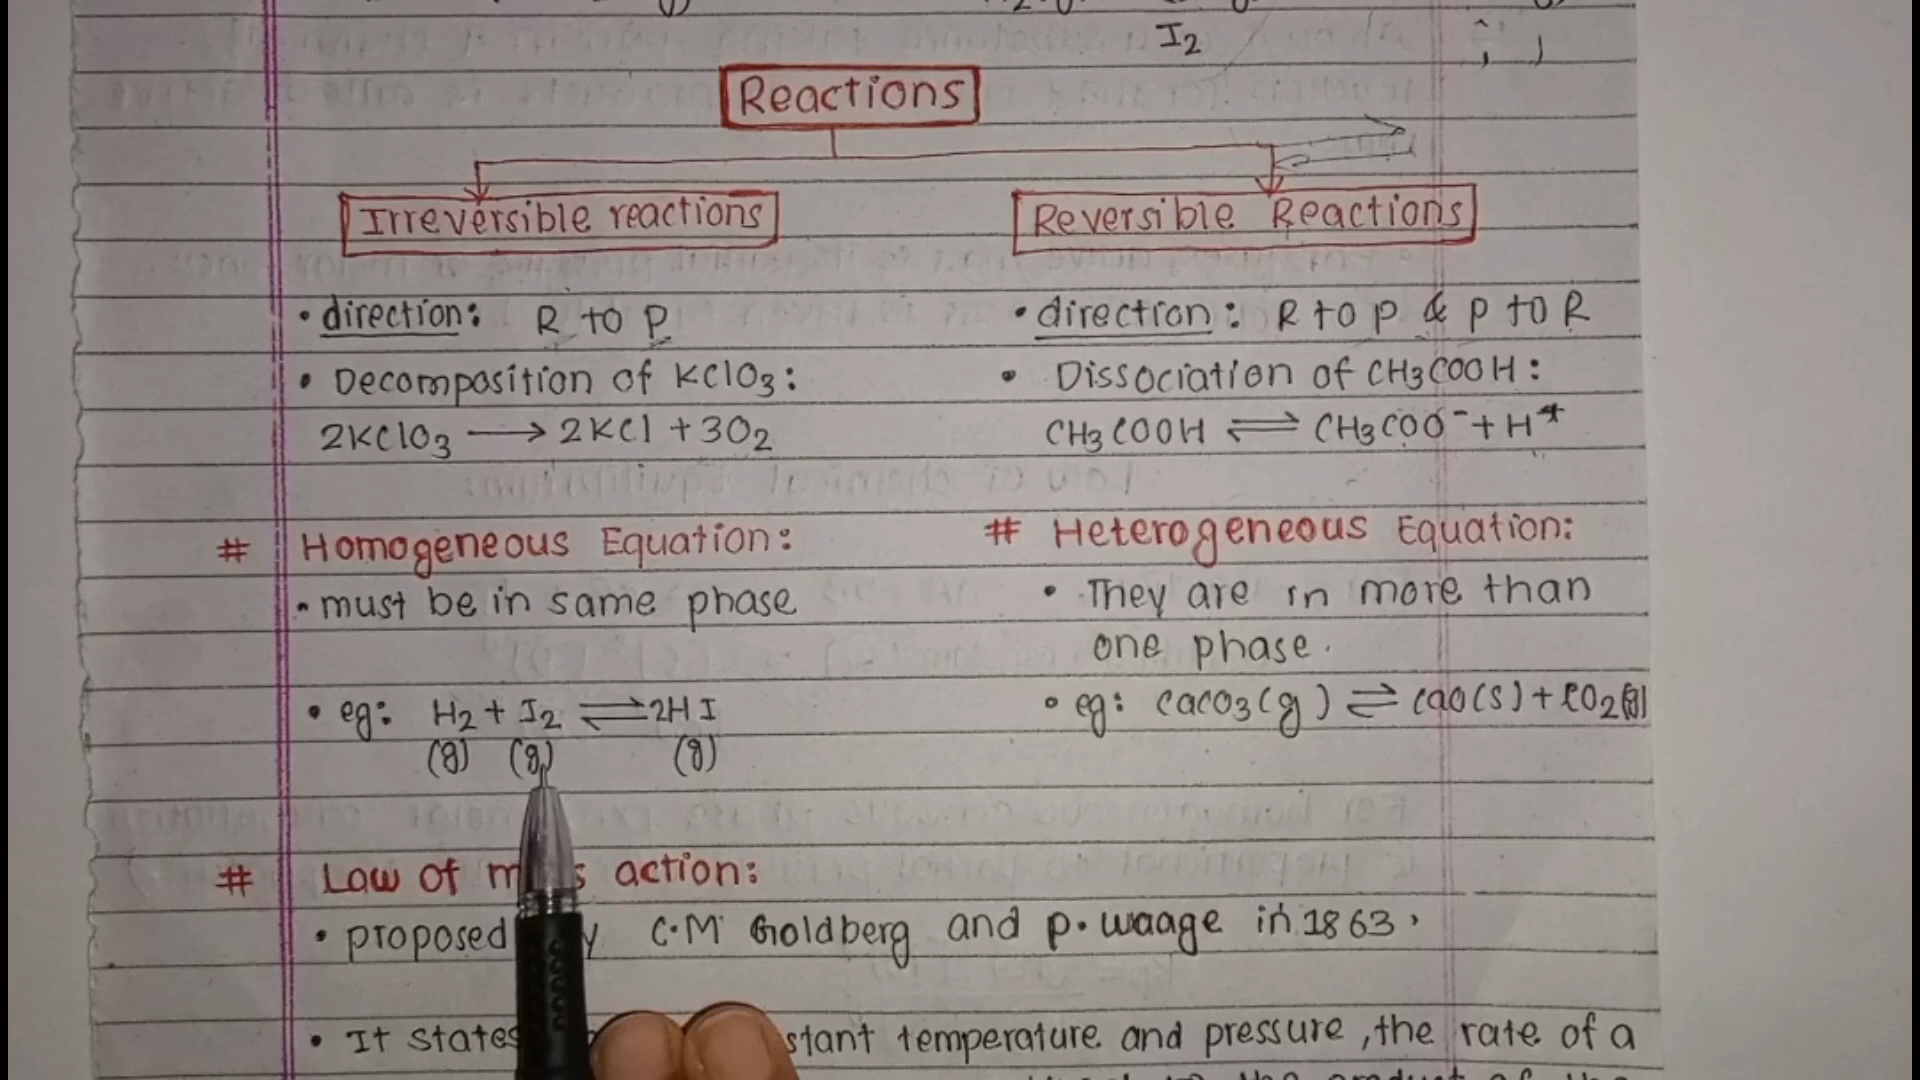 I2
Reactions
Irreversible reactions
Reversible Reactions
• direction: R to P
• direction: R to P & P to R
• Decomposition of KClO3:
• Dissociation of CH3COOH:
2KClO3 ⟶ 2KCl + 3O2
CH3COOH ⇌ CH3COO⁻ + H⁺
# Homogeneous Equation:
# Heterogeneous Equation:
• must be in same phase
• They are in more than
one phase.
• eg: H2 + I2 ⇌ 2HI
(g) (g) (g)
• eg: CaCO3(g) ⇌ CaO(s) + CO2(g)
# Law of action:
• proposed C.M Goldberg and P. Waage in 1863.
• It states temperature and pressure, the rate of a